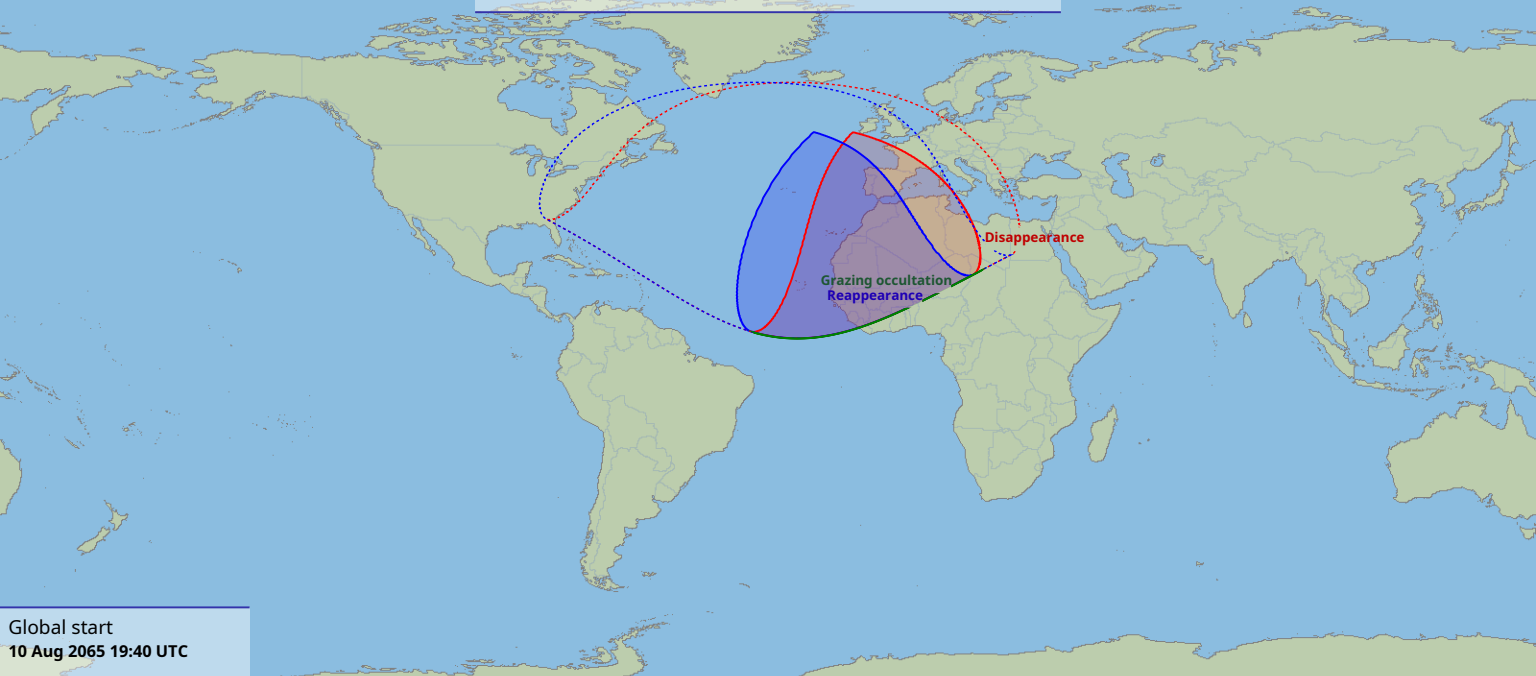 Disappearance
Grazing occultation
Reappearance
Global start
10 Aug 2065 19:40 UTC